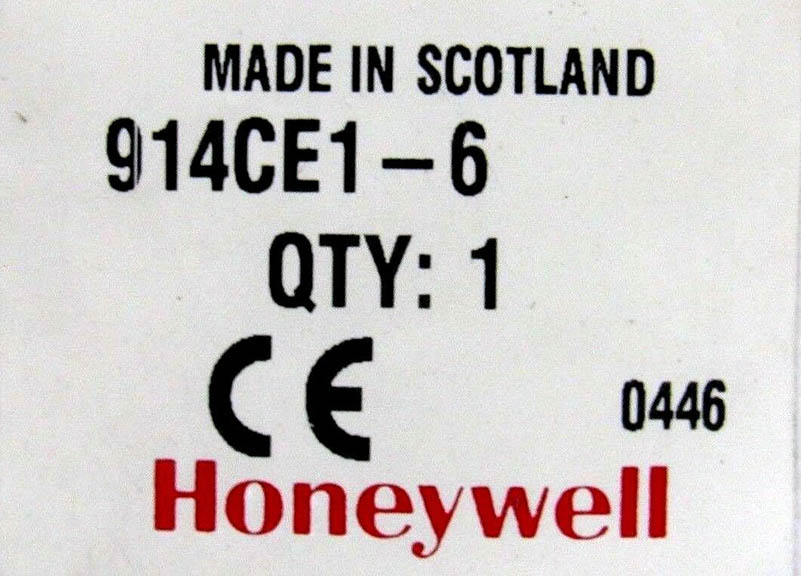 MADE IN SCOTLAND
914CE1-6
QTY: 1
CE 0446
Honeywell